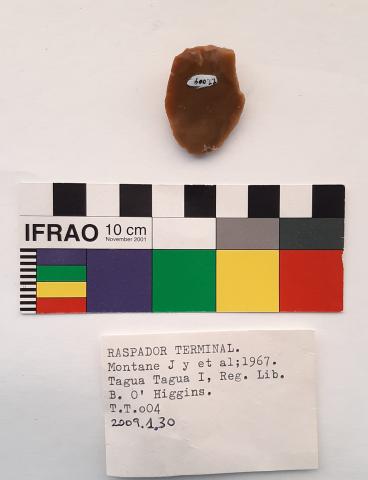 IFRAO 10 cm
November 2001
RASPADOR TERMINAL.
Montane J y et al;1967.
Tagua Tagua I, Reg. Lib.
B. O' Higgins.
T.T.oo4
2009.1.30